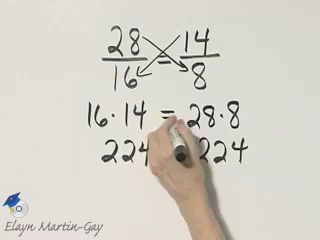 28/16 = 14/8
16 · 14 = 28 · 8
224 224
Elayn Martin-Gay